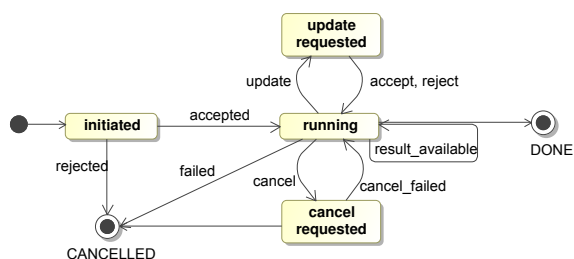 update
requested
update
accept, reject
initiated
accepted
running
result_available
DONE
rejected
failed
cancel
cancel_failed
cancel
requested
CANCELLED